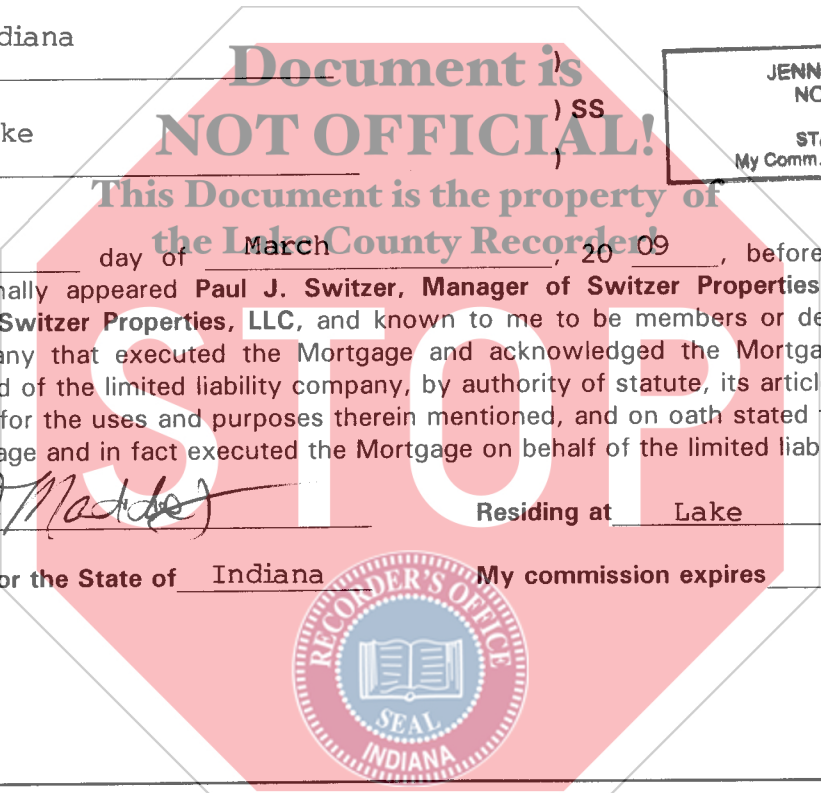 diana
Document is
)
JENN
NO
) SS
NOT OFFICIAL!
ke
)
STA
My Comm.
This Document is the property of
the Lake County Recorder!
day of March, 20 09, before
nally appeared Paul J. Switzer, Manager of Switzer Properties
Switzer Properties, LLC, and known to me to be members or de
any that executed the Mortgage and acknowledged the Mortga
d of the limited liability company, by authority of statute, its articl
for the uses and purposes therein mentioned, and on oath stated t
age and in fact executed the Mortgage on behalf of the limited liab
STOP
Residing at Lake
or the State of Indiana
My commission expires
RECORDER'S OFFICE
SEAL
INDIANA